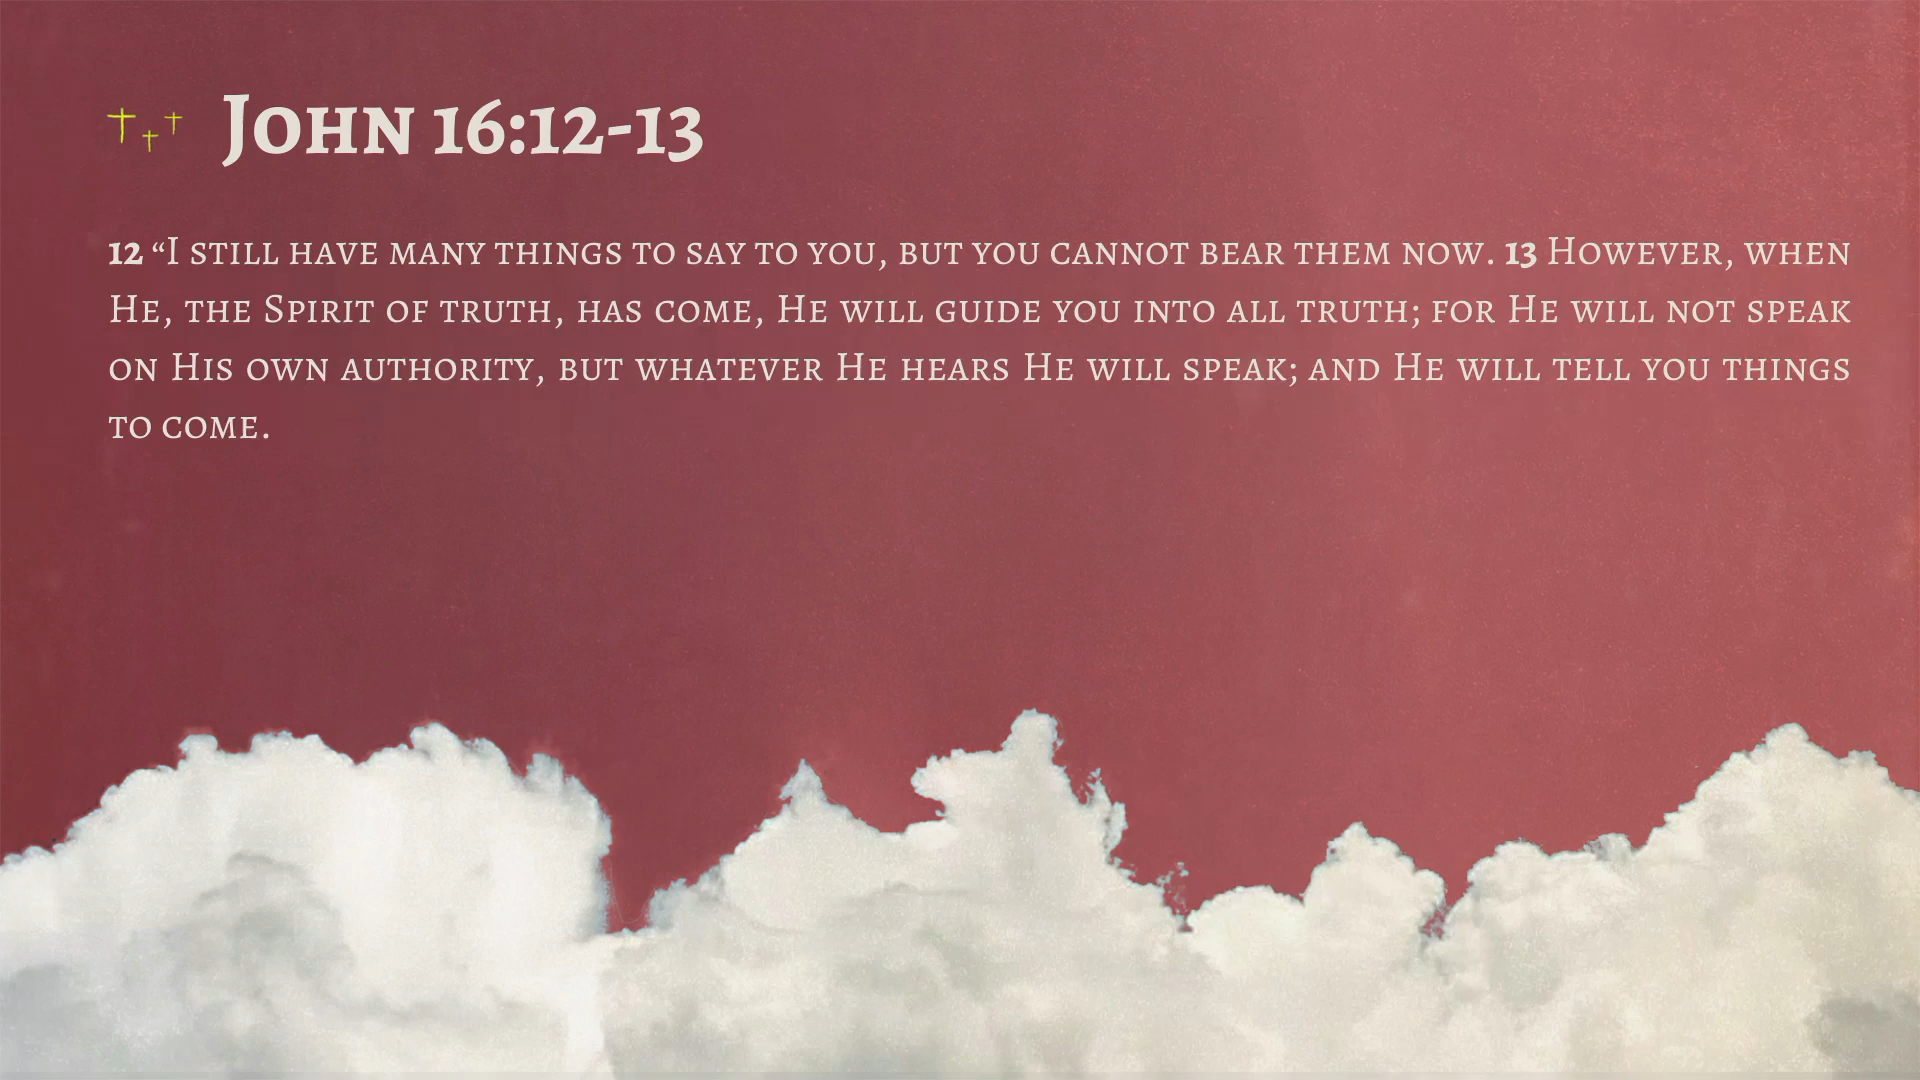 John 16:12-13
12 “I still have many things to say to you, but you cannot bear them now. 13 However, when
He, the Spirit of truth, has come, He will guide you into all truth; for He will not speak
on His own authority, but whatever He hears He will speak; and He will tell you things
to come.